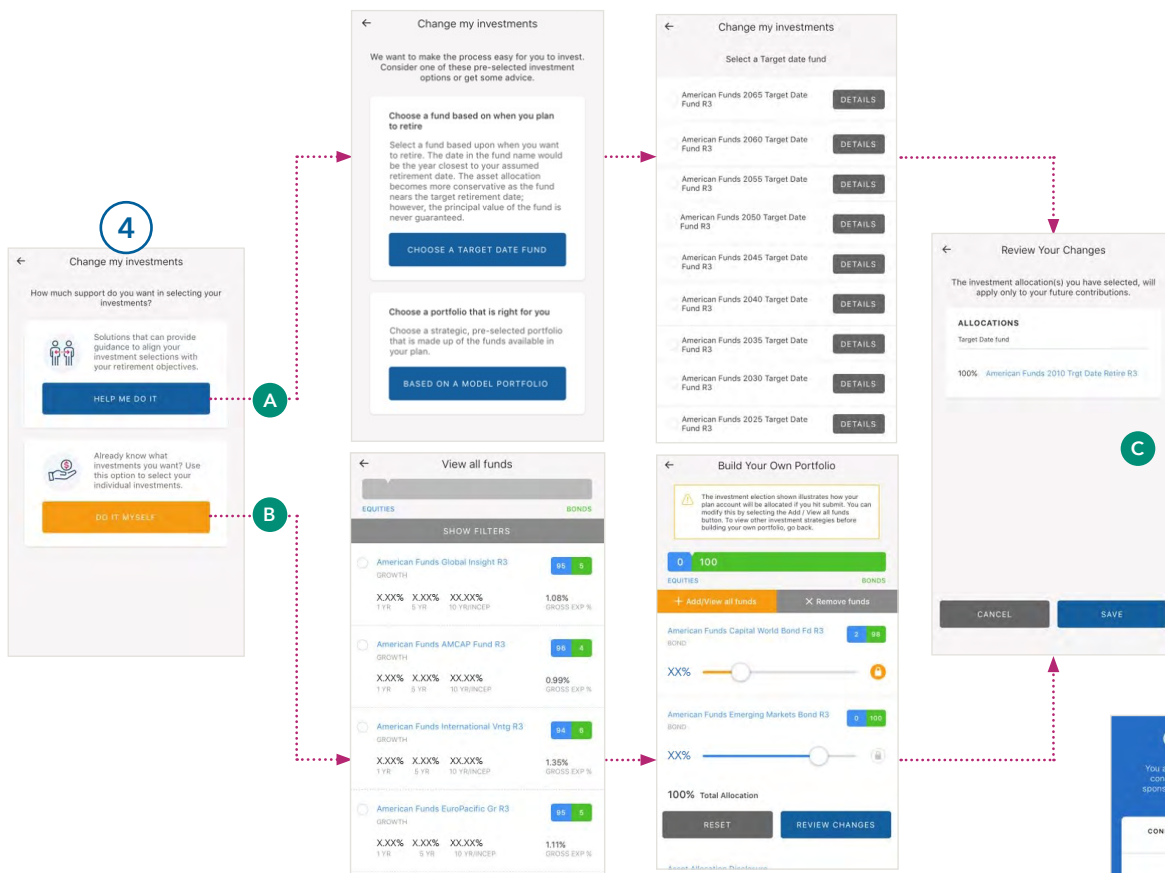 4
Change my investments
How much support do you want in selecting your
investments?
Solutions that can provide
guidance to align your
investment selections with
your retirement objectives.
HELP ME DO IT
A
Already know what
investments you want? Use
this option to select your
individual investments.
DO IT MYSELF
B
Change my investments
We want to make the process easy for you to invest.
Consider one of these pre-selected investment
options or get some advice.
Choose a fund based on when you plan
to retire
Select a fund based upon when you want
to retire. The date in the fund name would
be the year closest to your assumed
retirement date. The asset allocation
becomes more conservative as the fund
nears the target retirement date;
however, the principal value of the fund is
never guaranteed.
CHOOSE A TARGET DATE FUND
Choose a portfolio that is right for you
Choose a strategic, pre-selected portfolio
that is made up of the funds available in
your plan.
BASED ON A MODEL PORTFOLIO
Change my investments
Select a Target date fund
American Funds 2065 Target Date
Fund R3
DETAILS
American Funds 2060 Target Date
Fund R3
DETAILS
American Funds 2055 Target Date
Fund R3
DETAILS
American Funds 2050 Target Date
Fund R3
DETAILS
American Funds 2045 Target Date
Fund R3
DETAILS
American Funds 2040 Target Date
Fund R3
DETAILS
American Funds 2035 Target Date
Fund R3
DETAILS
American Funds 2030 Target Date
Fund R3
DETAILS
American Funds 2025 Target Date
Fund R3
DETAILS
View all funds
EQUITIES BONDS
SHOW FILTERS
American Funds Global Insight R3 95 5
GROWTH
X.XX% X.XX% XX.XX% 1.08%
1 YR 5 YR 10 YR/INCEP GROSS EXP %
American Funds AMCAP Fund R3 96 4
GROWTH
X.XX% X.XX% XX.XX% 0.99%
1 YR 5 YR 10 YR/INCEP GROSS EXP %
American Funds International Vntg R3 94 6
GROWTH
X.XX% X.XX% XX.XX% 1.35%
1 YR 5 YR 10 YR/INCEP GROSS EXP %
American Funds EuroPacific Gr R3 95 5
GROWTH
X.XX% X.XX% XX.XX% 1.11%
1 YR 5 YR 10 YR/INCEP GROSS EXP %
Build Your Own Portfolio
The investment election shown illustrates how your
plan account will be allocated if you hit submit. You can
modify this by selecting the Add / View all funds
button. To view other investment strategies before
building your own portfolio, go back.
0 100
EQUITIES BONDS
+ Add/View all funds X Remove funds
American Funds Capital World Bond Fd R3 2 98
BOND
XX%
American Funds Emerging Markets Bond R3 0 100
BOND
XX%
100% Total Allocation
RESET REVIEW CHANGES
Asset Allocation Disclosure
Review Your Changes
The investment allocation(s) you have selected, will
apply only to your future contributions.
ALLOCATIONS
Target Date fund
100% American Funds 2010 Trgt Date Retire R3
C
CANCEL SAVE
You a
con
spons
CON